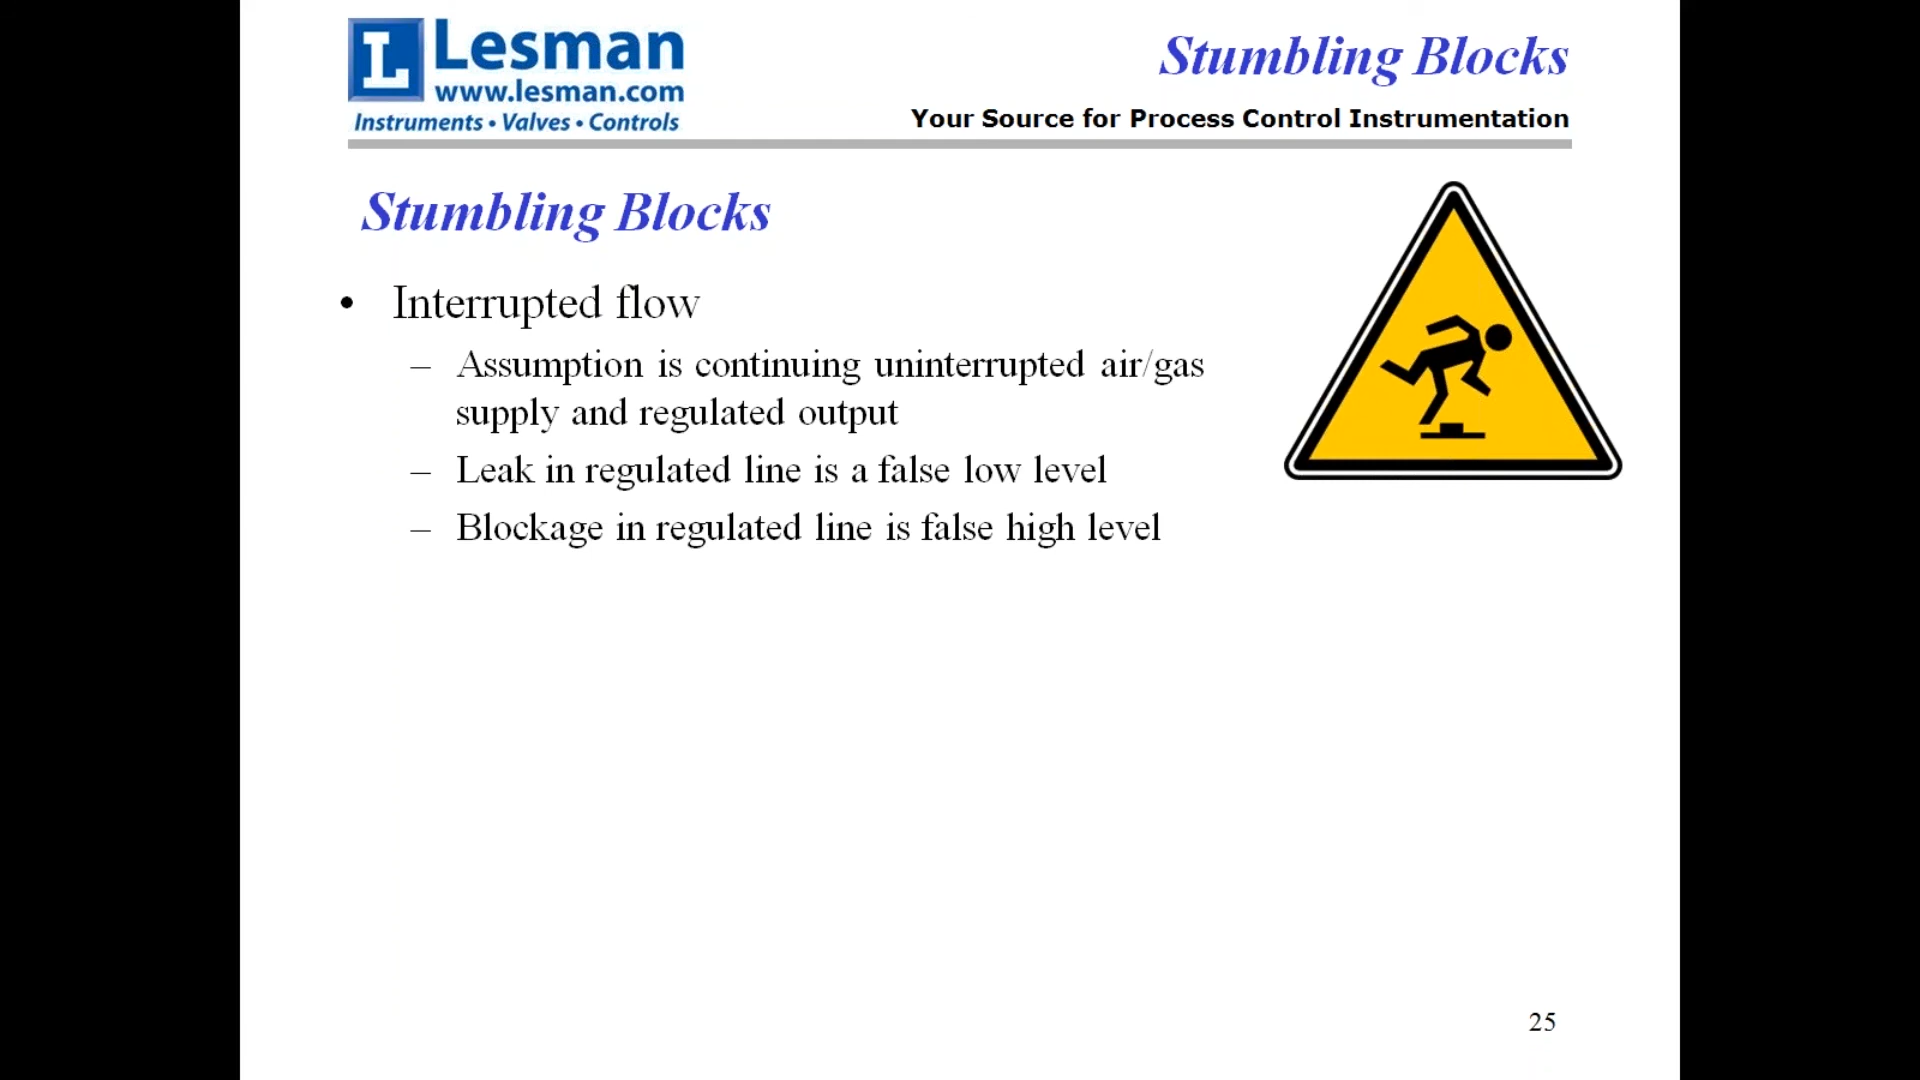 L Lesman
www.lesman.com
Instruments • Valves • Controls
Stumbling Blocks
Your Source for Process Control Instrumentation
Stumbling Blocks
• Interrupted flow
– Assumption is continuing uninterrupted air/gas
supply and regulated output
– Leak in regulated line is a false low level
– Blockage in regulated line is false high level
25